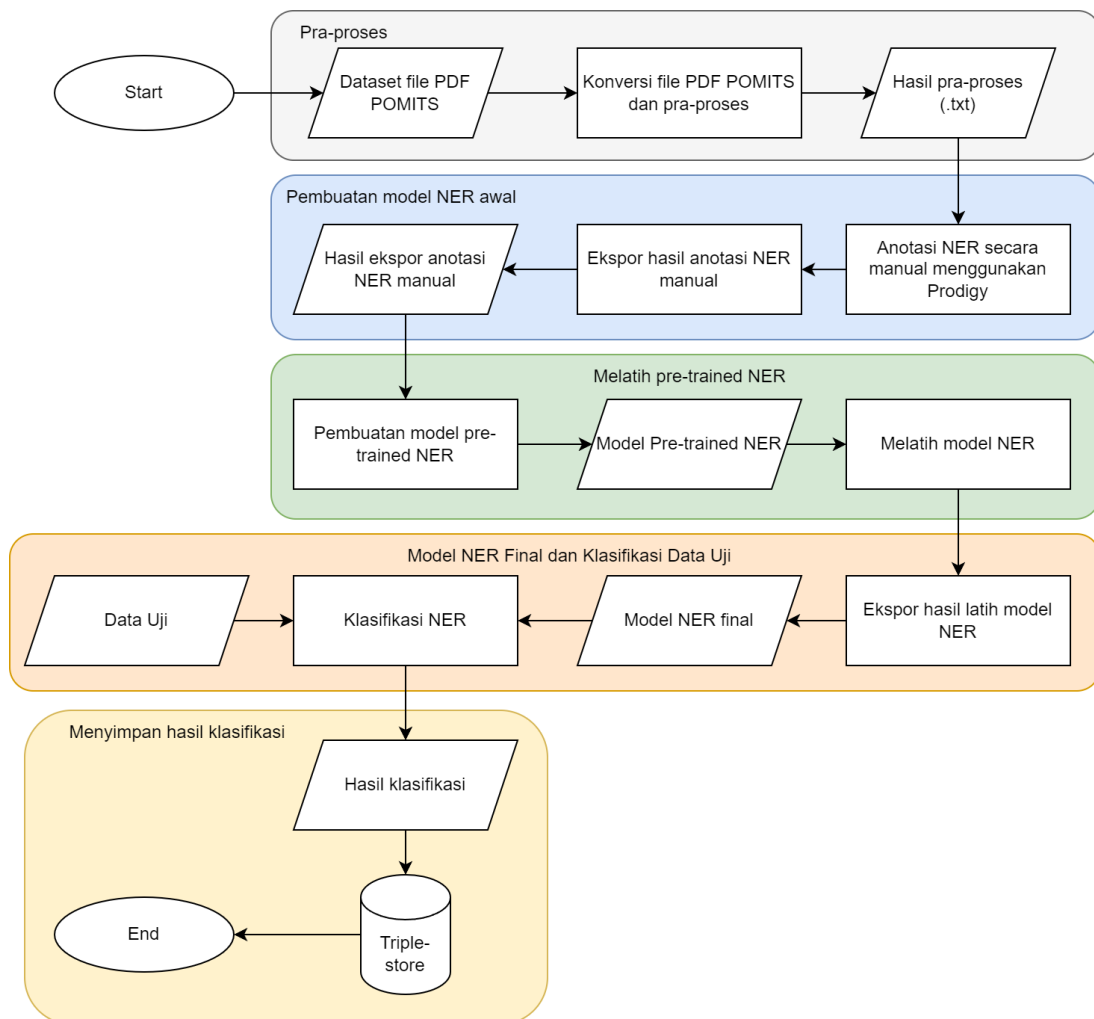 Pra-proses
Start
Dataset file PDF
POMITS
Konversi file PDF POMITS
dan pra-proses
Hasil pra-proses
(.txt)
Pembuatan model NER awal
Hasil ekspor anotasi
NER manual
Ekspor hasil anotasi NER
manual
Anotasi NER secara
manual menggunakan
Prodigy
Melatih pre-trained NER
Pembuatan model pre-
trained NER
Model Pre-trained NER
Melatih model NER
Model NER Final dan Klasifikasi Data Uji
Data Uji
Klasifikasi NER
Model NER final
Ekspor hasil latih model
NER
Menyimpan hasil klasifikasi
Hasil klasifikasi
End
Triple-
store